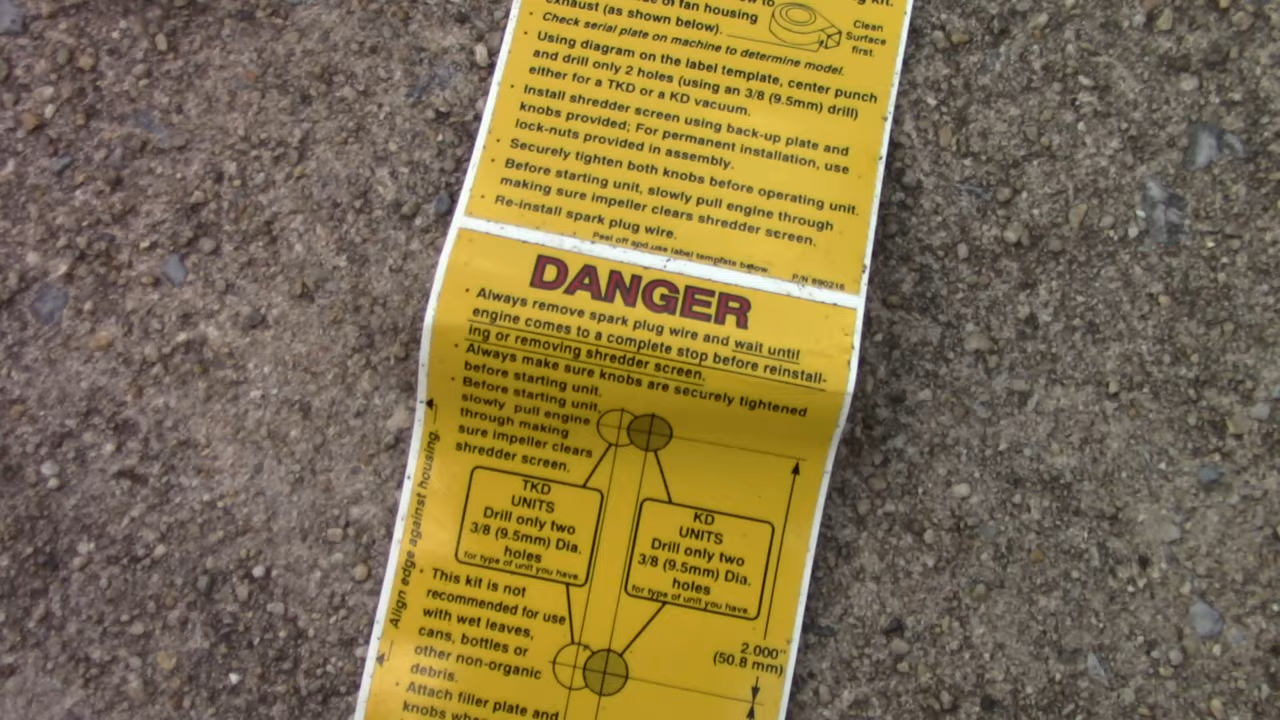 of fan housing
exhaust (as shown below).
Clean
Surface
first.
• Check serial plate on machine to determine model.
• Using diagram on the label template, center punch
and drill only 2 holes (using an 3/8 (9.5mm) drill)
either for a TKD or a KD vacuum.
• Install shredder screen using back-up plate and
knobs provided; For permanent installation, use
lock-nuts provided in assembly.
• Securely tighten both knobs before operating unit.
• Before starting unit, slowly pull engine through
making sure impeller clears shredder screen.
• Re-install spark plug wire.
Peel off and use label template below.
P/N 890216
DANGER
• Always remove spark plug wire and wait until
engine comes to a complete stop before reinstall-
ing or removing shredder screen.
• Always make sure knobs are securely tightened
before starting unit.
• Before starting unit,
slowly pull engine
through making
sure impeller clears
shredder screen.
Align edge against housing.
TKD
UNITS
Drill only two
3/8 (9.5mm) Dia.
holes
for type of unit you have.
KD
UNITS
Drill only two
3/8 (9.5mm) Dia.
holes
for type of unit you have.
• This kit is not
recommended for use
with wet leaves,
cans, bottles or
other non-organic
debris.
2.000"
(50.8 mm)
• Attach filler plate and
knobs